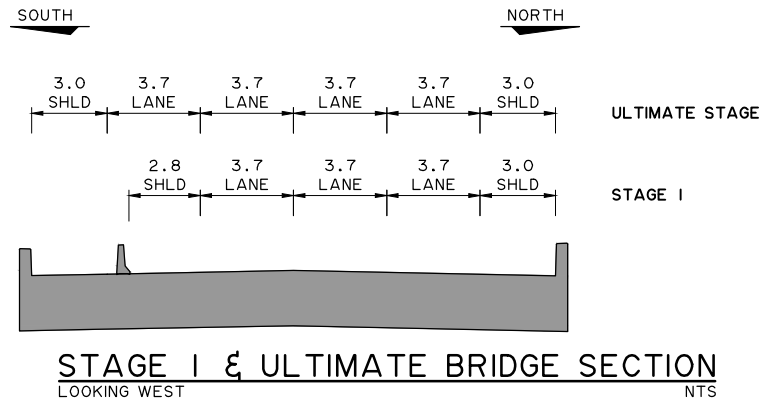 SOUTH NORTH
3.0 3.7 3.7 3.7 3.7 3.0
SHLD LANE LANE LANE LANE SHLD
ULTIMATE STAGE
2.8 3.7 3.7 3.7 3.0
SHLD LANE LANE LANE SHLD
STAGE I
STAGE I & ULTIMATE BRIDGE SECTION
LOOKING WEST NTS